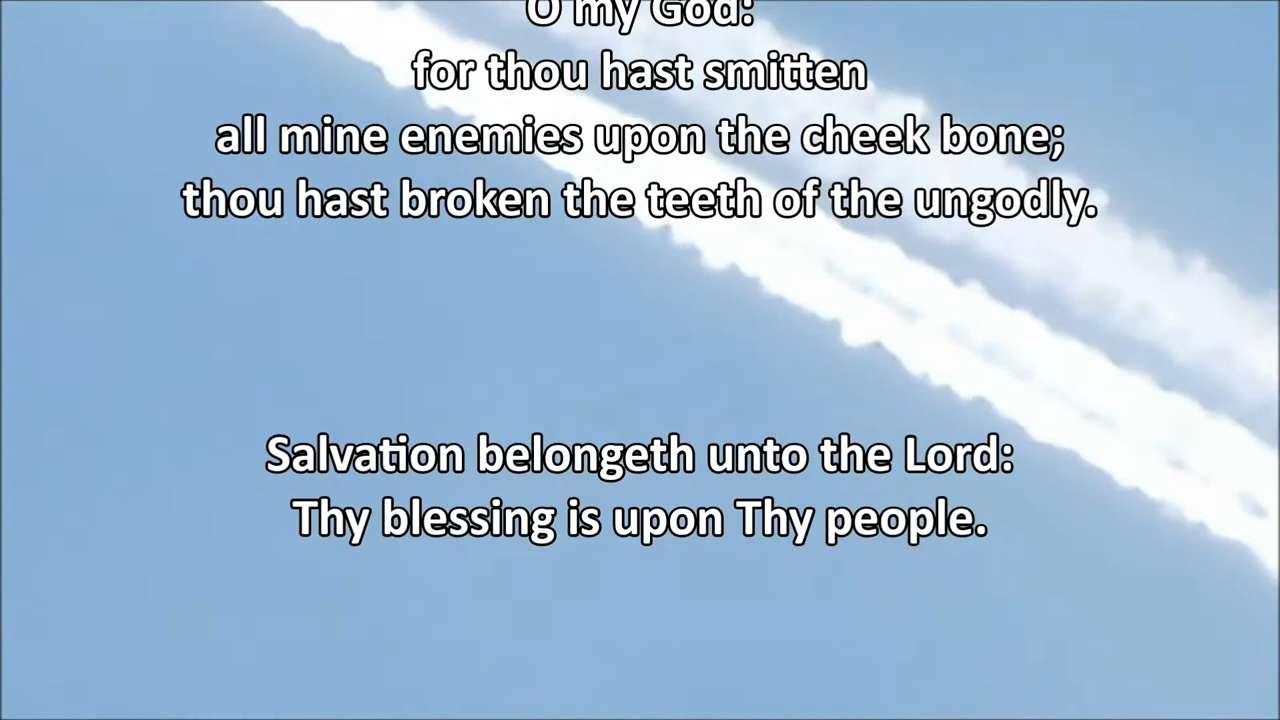 O my God:
for thou hast smitten
all mine enemies upon the cheek bone;
thou hast broken the teeth of the ungodly.
Salvation belongeth unto the Lord:
Thy blessing is upon Thy people.